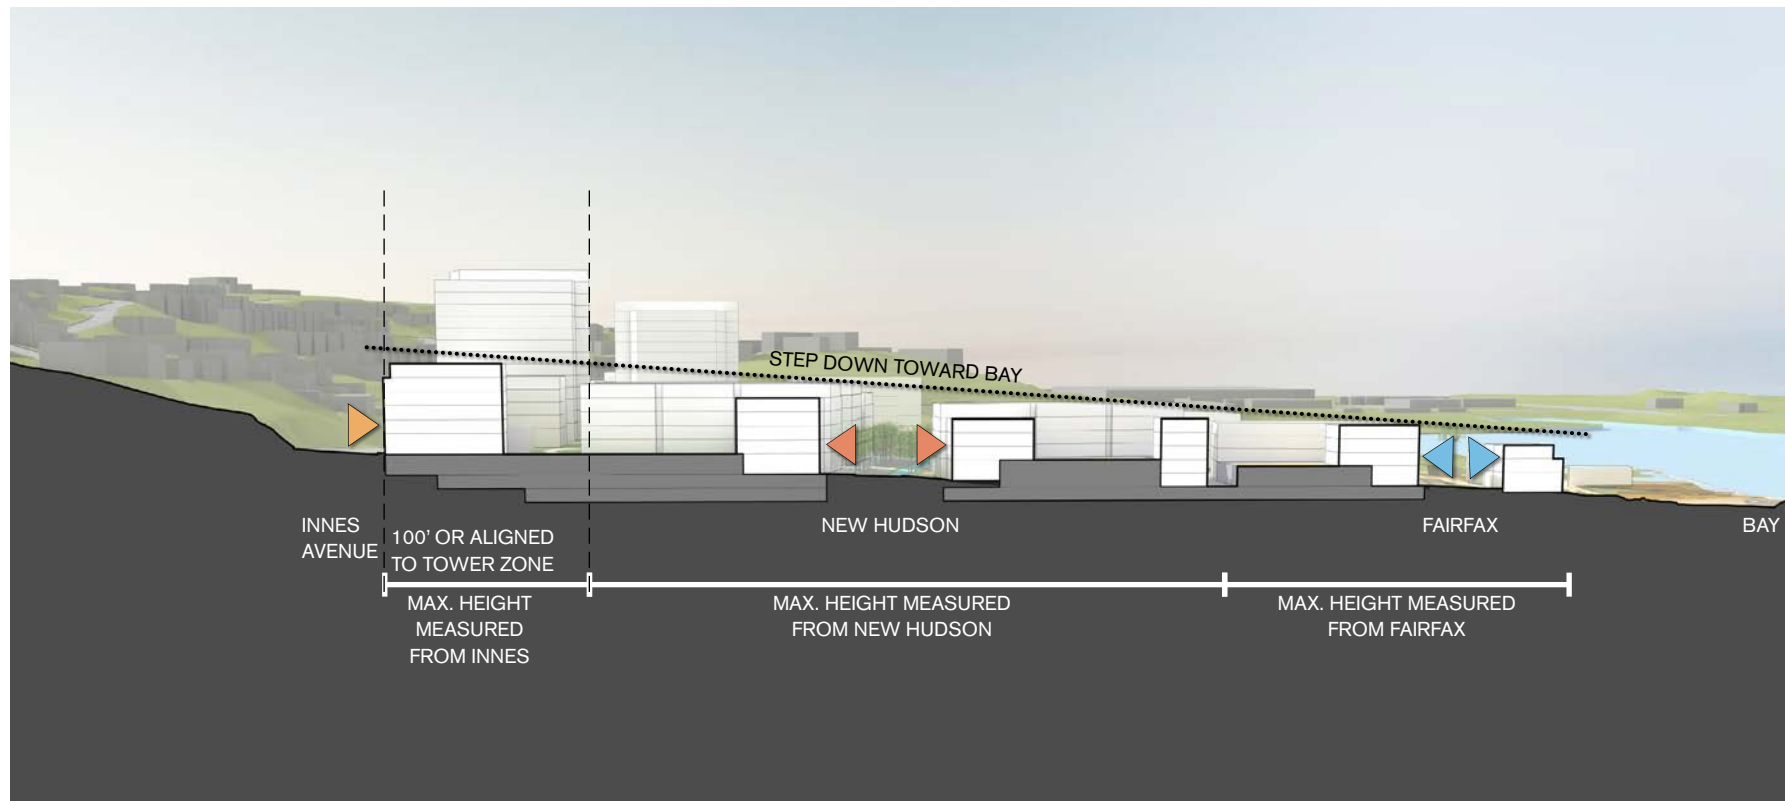 STEP DOWN TOWARD BAY
INNES
AVENUE
100' OR ALIGNED
TO TOWER ZONE
NEW HUDSON
FAIRFAX
BAY
MAX. HEIGHT
MEASURED
FROM INNES
MAX. HEIGHT MEASURED
FROM NEW HUDSON
MAX. HEIGHT MEASURED
FROM FAIRFAX